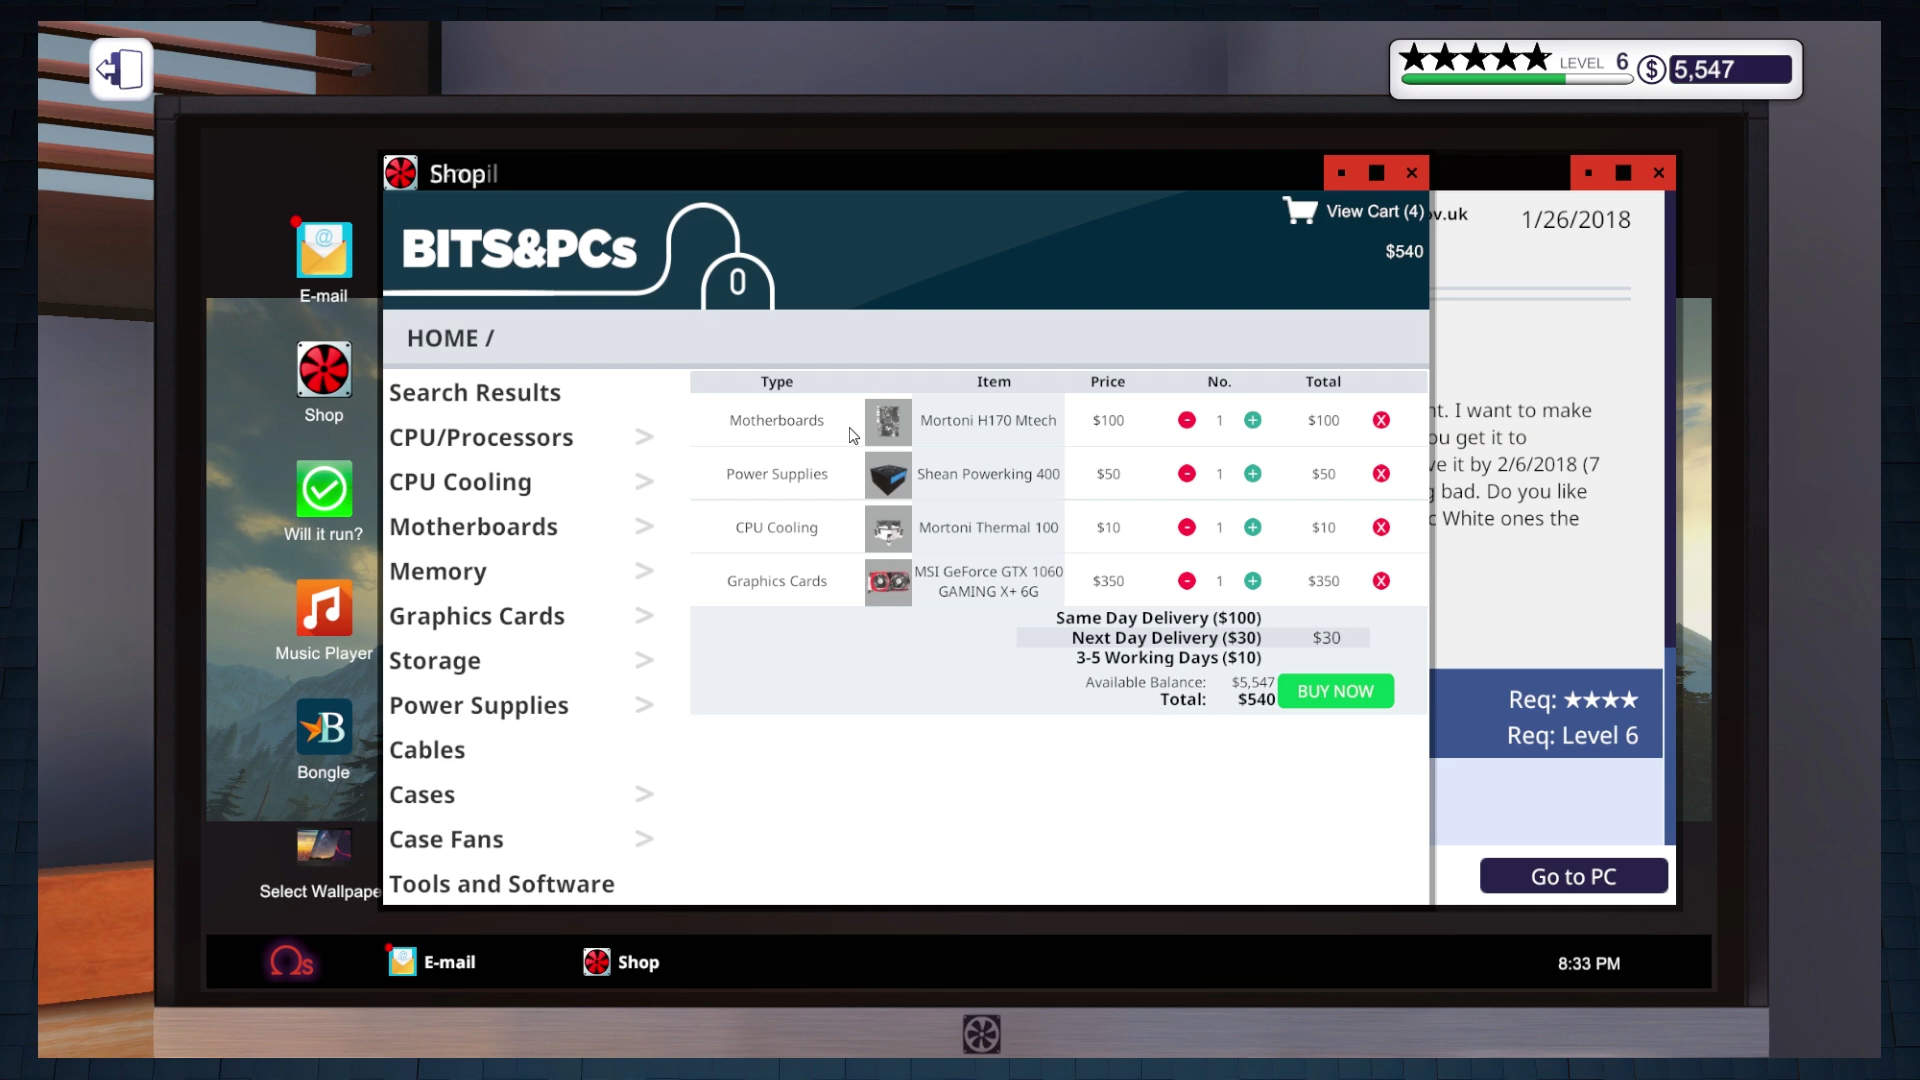 LEVEL 6 $ 5,547
Shop
View Cart (4)
$540
BITS&PCs
HOME /
v.uk
1/26/2018
E-mail
Shop
Will it run?
Music Player
Bongle
Select Wallpape
Search Results
CPU/Processors >
CPU Cooling >
Motherboards >
Memory >
Graphics Cards >
Storage >
Power Supplies >
Cables
Cases >
Case Fans >
Tools and Software
Type Item Price No. Total
Motherboards Mortoni H170 Mtech $100 - 1 + $100 X
Power Supplies Shean Powerking 400 $50 - 1 + $50 X
CPU Cooling Mortoni Thermal 100 $10 - 1 + $10 X
Graphics Cards MSI GeForce GTX 1060 $350 - 1 + $350 X
GAMING X+ 6G
Same Day Delivery ($100)
Next Day Delivery ($30) $30
3-5 Working Days ($10)
Available Balance: $5,547
Total: $540
BUY NOW
nt. I want to make
ou get it to
ve it by 2/6/2018 (7
g bad. Do you like
c White ones the
Req: ★★★★
Req: Level 6
Go to PC
E-mail
Shop
8:33 PM